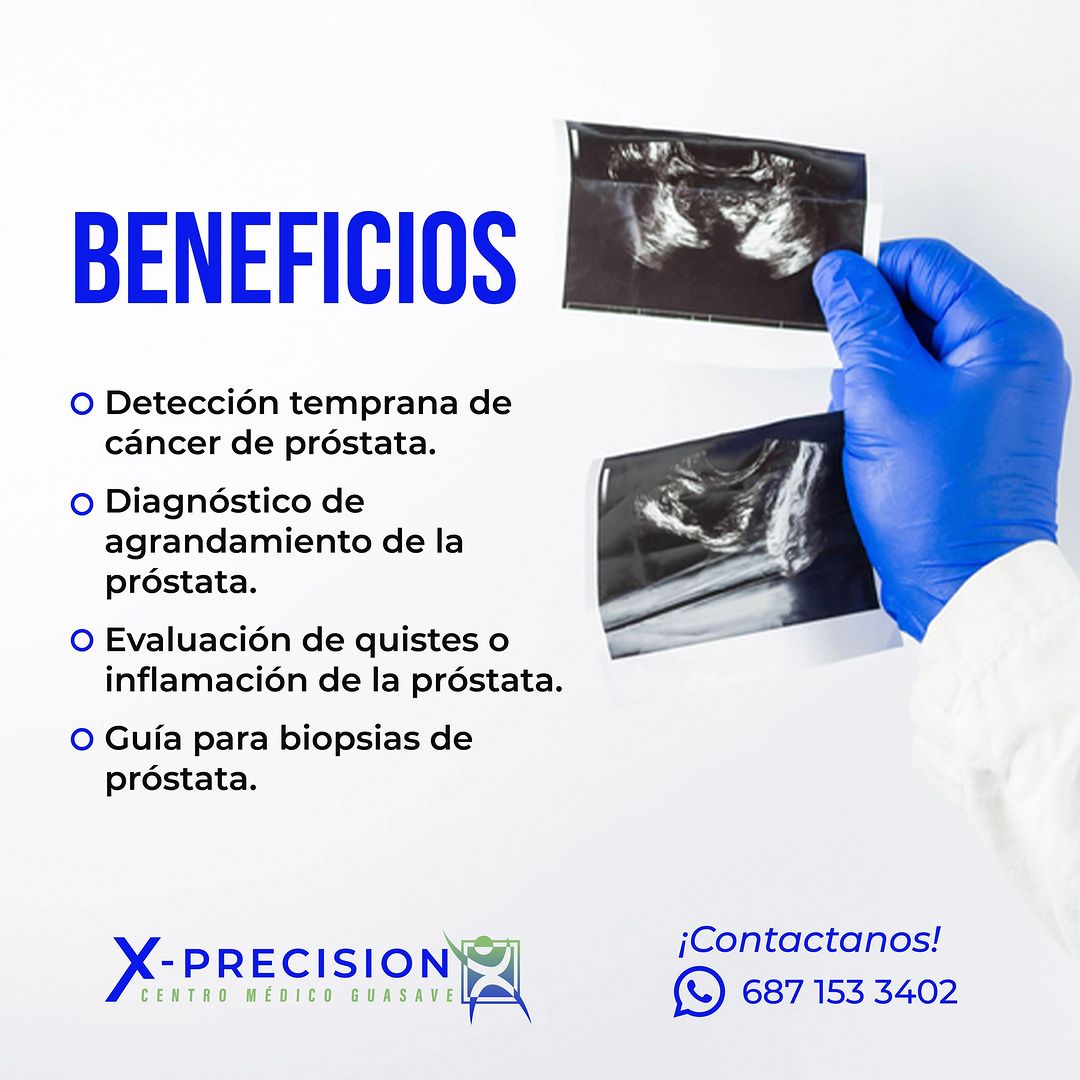 BENEFICIOS
Detección temprana de
cáncer de próstata.
Diagnóstico de
agrandamiento de la
próstata.
Evaluación de quistes o
inflamación de la próstata.
Guía para biopsias de
próstata.
X-PRECISION
CENTRO MÉDICO GUASAVE
¡Contactanos!
687 153 3402